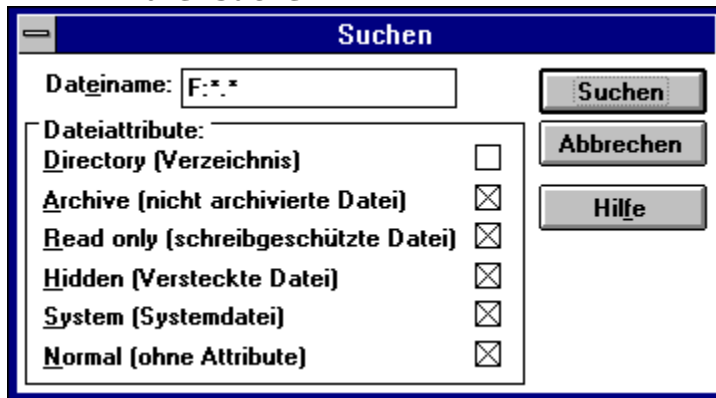 Suchen
Dateiname: F:*.*
Suchen
Dateiattribute:
Abbrechen
Directory (Verzeichnis)
Archive (nicht archivierte Datei)
Hilfe
Read only (schreibgeschützte Datei)
Hidden (Versteckte Datei)
System (Systemdatei)
Normal (ohne Attribute)